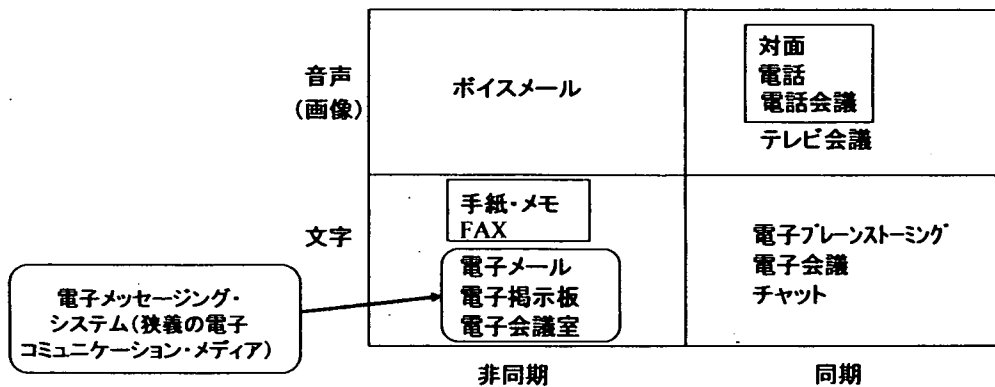 音声
(画像)
ボイスメール
対面
電話
電話会議
テレビ会議
文字
手紙・メモ
FAX
電子メール
電子掲示板
電子会議室
電子ブレーンストーミング
電子会議
チャット
電子メッセージング・
システム(狭義の電子
コミュニケーション・メディア)
非同期
同期